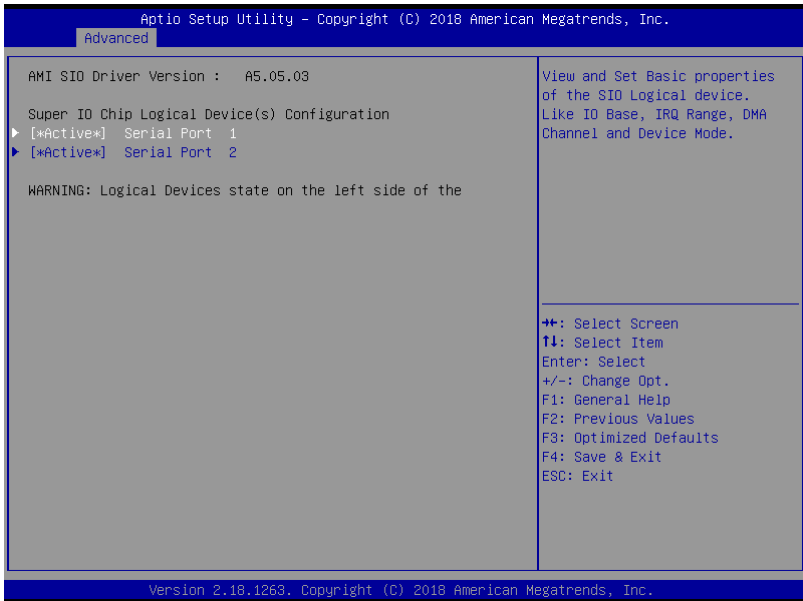 Aptio Setup Utility – Copyright (C) 2018 American Megatrends, Inc.
Advanced
AMI SIO Driver Version :   A5.05.03
Super IO Chip Logical Device(s) Configuration
[*Active*]  Serial Port  1
[*Active*]  Serial Port  2
WARNING: Logical Devices state on the left side of the
View and Set Basic properties
of the SIO Logical device.
Like IO Base, IRQ Range, DMA
Channel and Device Mode.
→←: Select Screen
↑↓: Select Item
Enter: Select
+/-: Change Opt.
F1: General Help
F2: Previous Values
F3: Optimized Defaults
F4: Save & Exit
ESC: Exit
Version 2.18.1263. Copyright (C) 2018 American Megatrends, Inc.